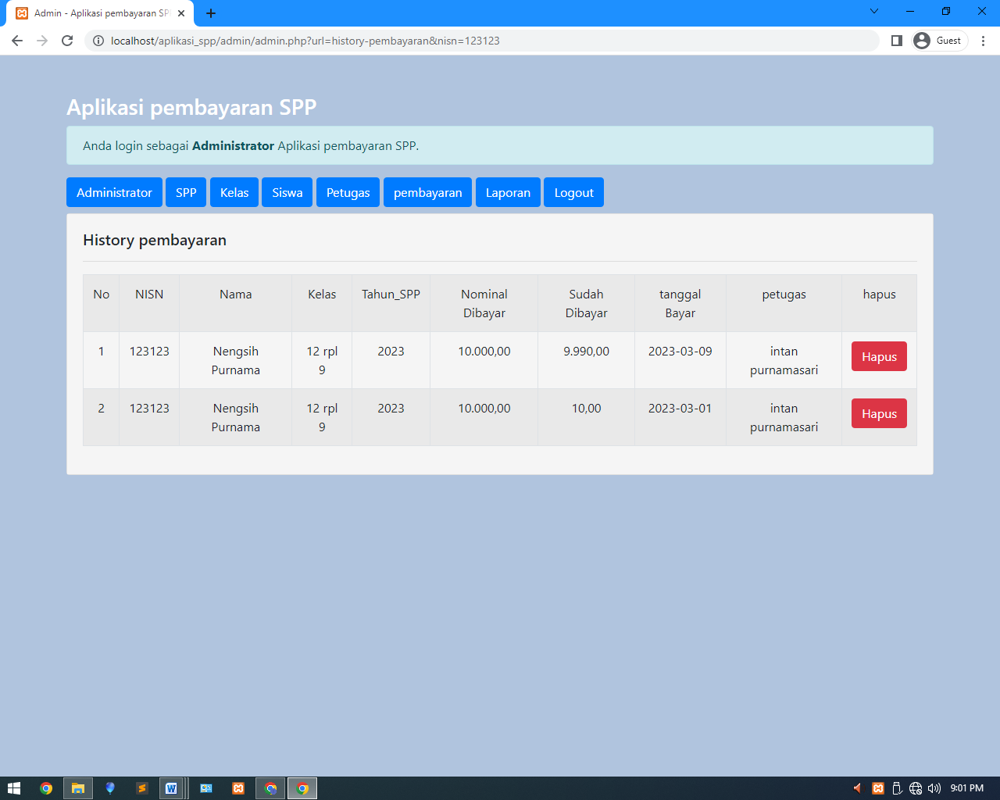 Admin - Aplikasi pembayaran SP
localhost/aplikasi_spp/admin/admin.php?url=history-pembayaran&nisn=123123
Guest
Aplikasi pembayaran SPP
Anda login sebagai Administrator Aplikasi pembayaran SPP.
Administrator SPP Kelas Siswa Petugas pembayaran Laporan Logout
History pembayaran
No NISN Nama Kelas Tahun_SPP Nominal Dibayar Sudah Dibayar tanggal Bayar petugas hapus
1 123123 Nengsih Purnama 12 rpl 9 2023 10.000,00 9.990,00 2023-03-09 intan purnamasari Hapus
2 123123 Nengsih Purnama 12 rpl 9 2023 10.000,00 10,00 2023-03-01 intan purnamasari Hapus
9:01 PM